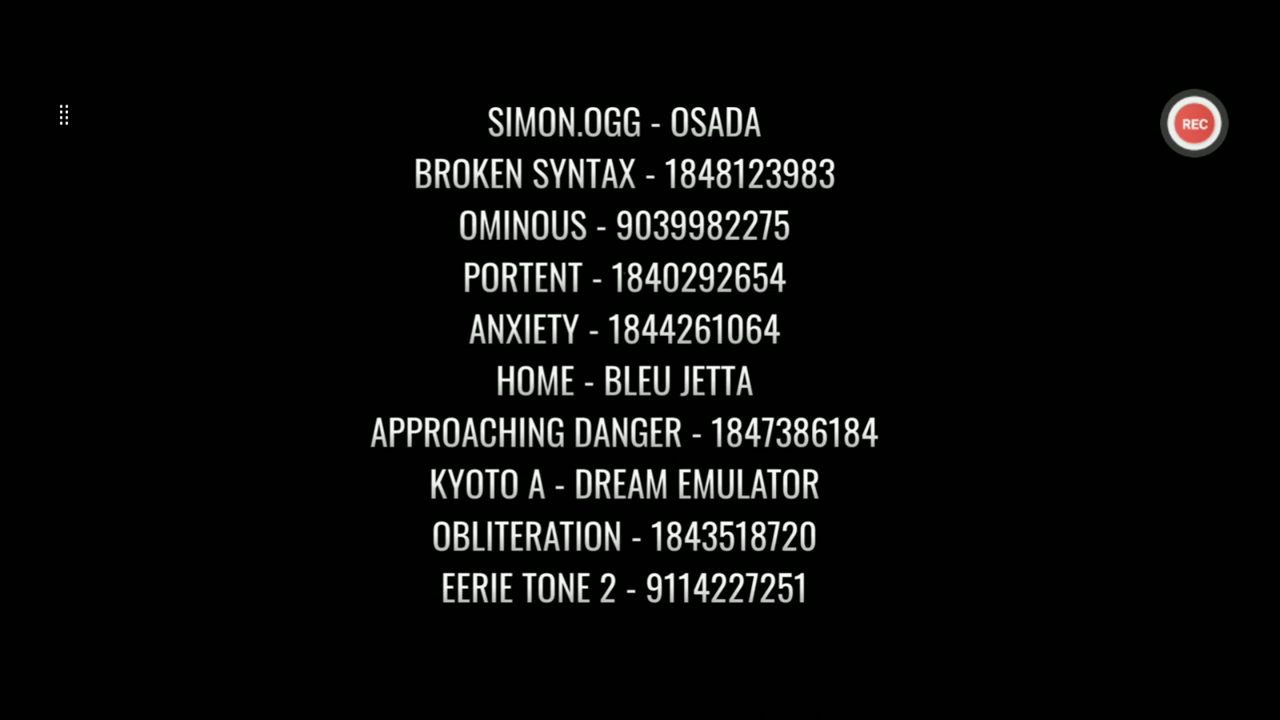 SIMON.OGG - OSADA
REC
BROKEN SYNTAX - 1848123983
OMINOUS - 9039982275
PORTENT - 1840292654
ANXIETY - 1844261064
HOME - BLEU JETTA
APPROACHING DANGER - 1847386184
KYOTO A - DREAM EMULATOR
OBLITERATION - 1843518720
EERIE TONE 2 - 9114227251